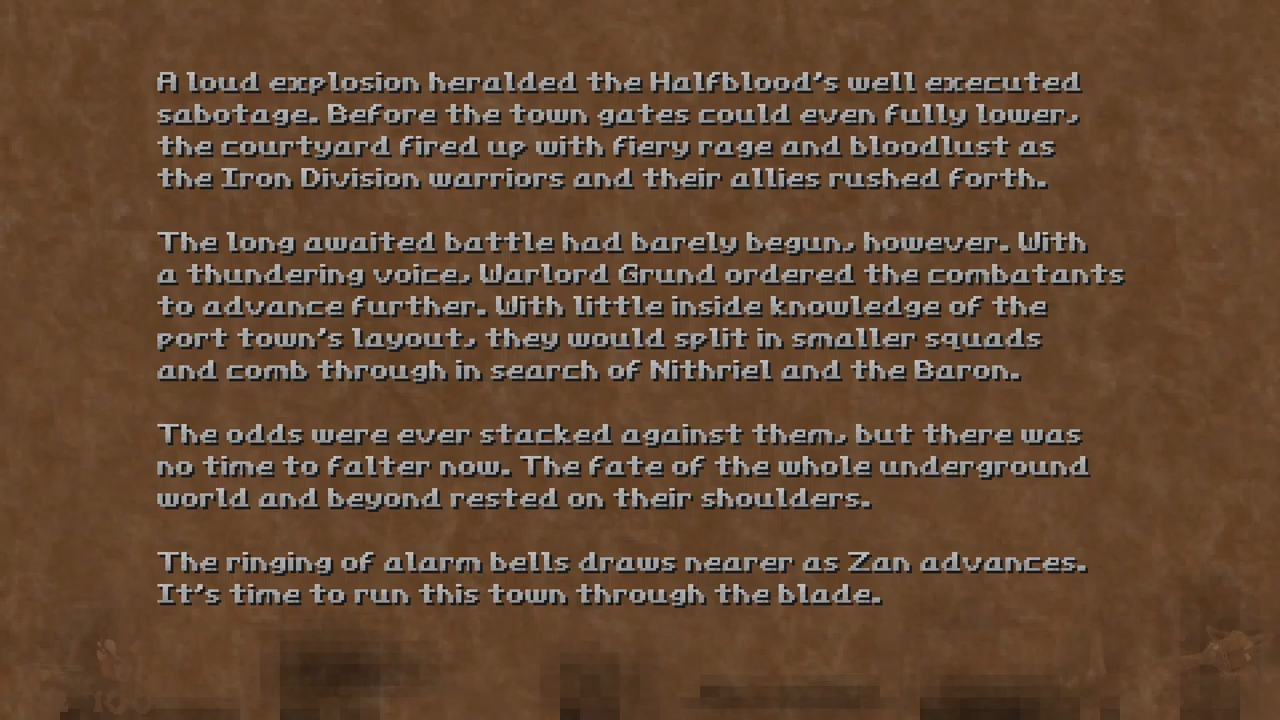 A loud explosion heralded the Halfblood's well executed
sabotage. Before the town gates could even fully lower,
the courtyard fired up with fiery rage and bloodlust as
the Iron Division warriors and their allies rushed forth.
The long awaited battle had barely begun, however. With
a thundering voice, Warlord Grund ordered the combatants
to advance further. With little inside knowledge of the
port town's layout, they would split in smaller squads
and comb through in search of Nithriel and the Baron.
The odds were ever stacked against them, but there was
no time to falter now. The fate of the whole underground
world and beyond rested on their shoulders.
The ringing of alarm bells draws nearer as Zan advances.
It's time to run this town through the blade.